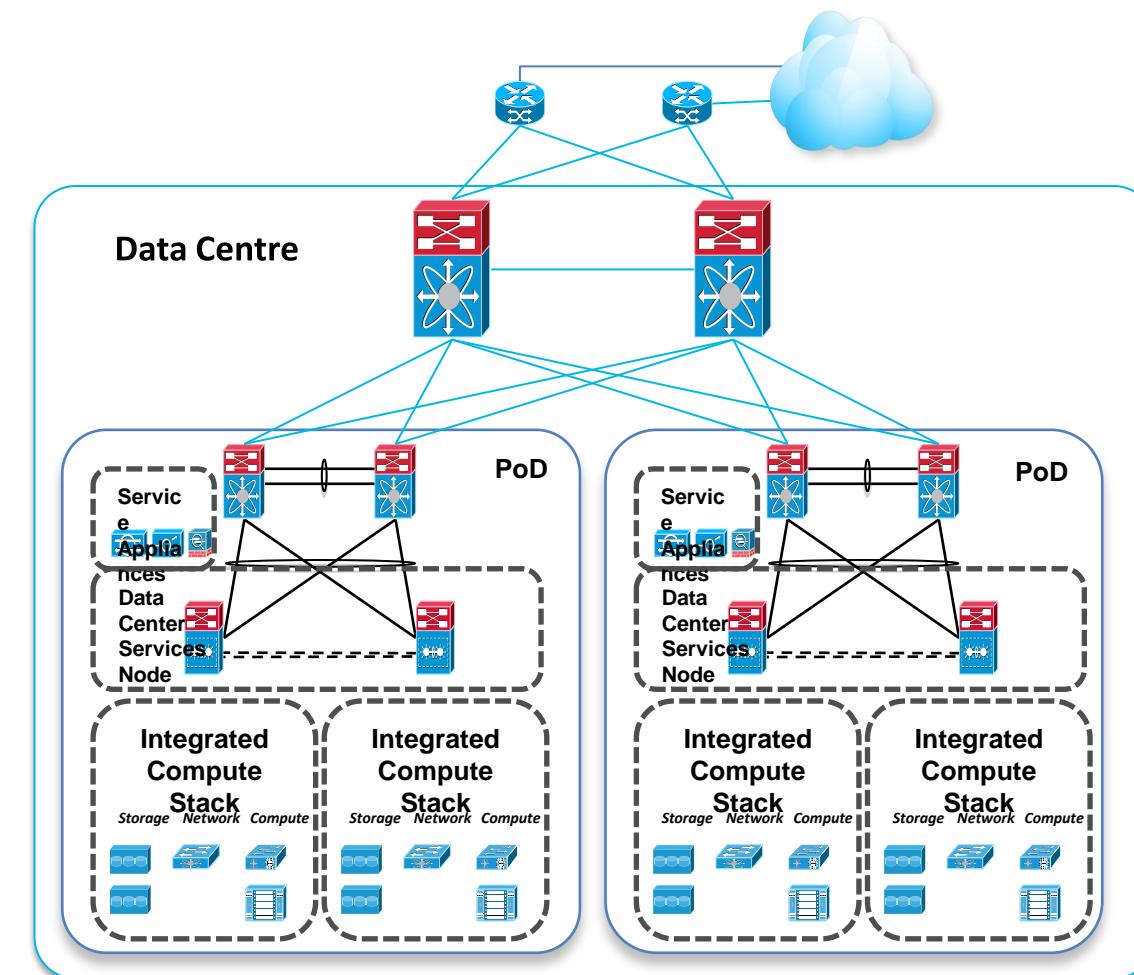 Data Centre
PoD
Servic
e
Applia
nces
Data
Center
Services
Node
Integrated
Compute
Stack
Storage Network Compute
Integrated
Compute
Stack
Storage Network Compute
PoD
Servic
e
Applia
nces
Data
Center
Services
Node
Integrated
Compute
Stack
Storage Network Compute
Integrated
Compute
Stack
Storage Network Compute